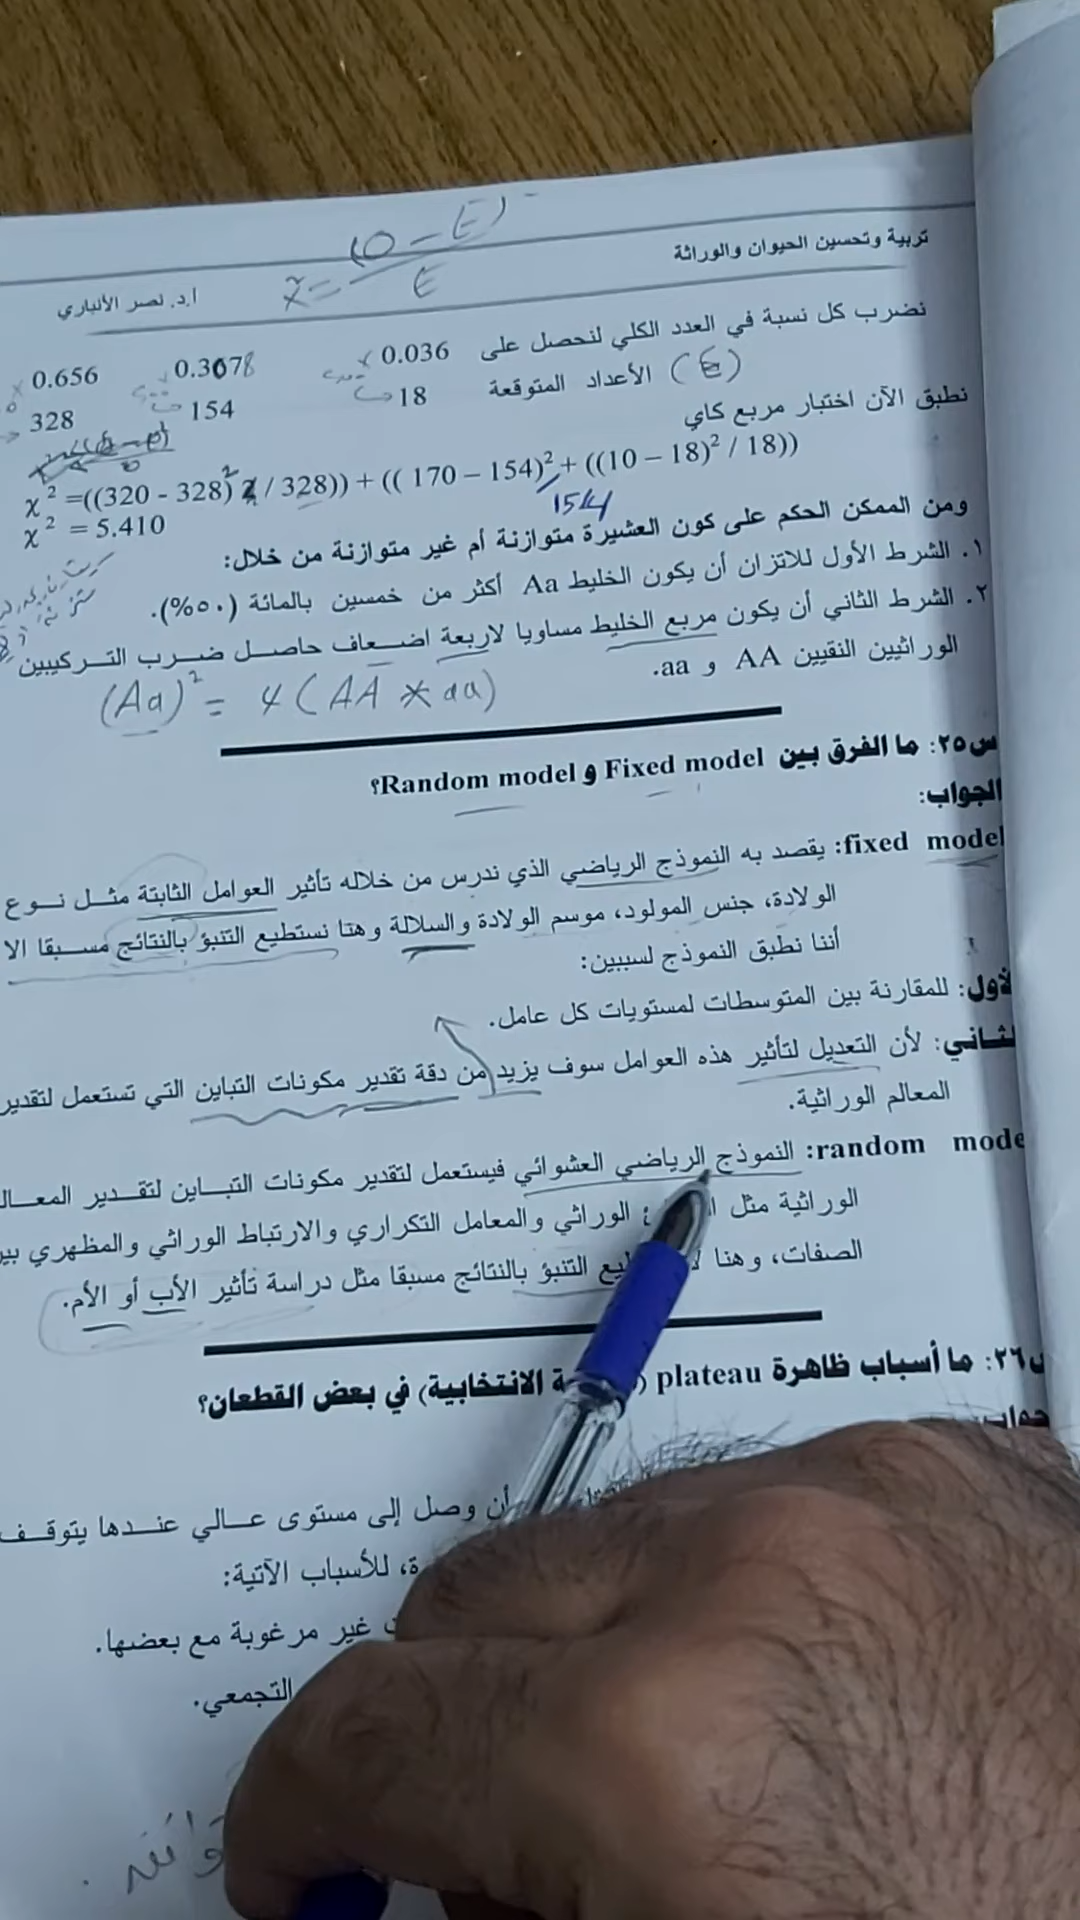 (O - E)
x̃ = E
تربية وتحسين الحيوان والوراثة
ا.د. نصر الأنباري
نضرب كل نسبة في العدد الكلي لنحصل على 0.036 0.3078 0.656
(E) الأعداد المتوقعة 18 154 328
نطبق الآن اختبار مربع كاي
χ² =((320 - 328)² / 328)) + (( 170 – 154)² + ((10 – 18)² / 18))
154
χ² = 5.410
ومن الممكن الحكم على كون العشيرة متوازنة أم غير متوازنة من خلال:
١. الشرط الأول للاتزان أن يكون الخليط Aa أكثر من خمسين بالمائة (٥٠%).
٢. الشرط الثاني أن يكون مربع الخليط مساويا لاربعة اضعاف حاصل ضرب التركيبين
الوراثيين النقيين AA و aa.
(Aa)² = 4 (AA * aa)
س٢٥: ما الفرق بين Fixed model و Random model؟
الجواب:
fixed model: يقصد به النموذج الرياضي الذي ندرس من خلاله تأثير العوامل الثابتة مثل نوع
الولادة، جنس المولود، موسم الولادة والسلالة وهنا نستطيع التنبؤ بالنتائج مسبقا الا
أننا نطبق النموذج لسببين:
الأول: للمقارنة بين المتوسطات لمستويات كل عامل.
الثاني: لأن التعديل لتأثير هذه العوامل سوف يزيد من دقة تقدير مكونات التباين التي تستعمل لتقدير
المعالم الوراثية.
random mode: النموذج الرياضي العشوائي فيستعمل لتقدير مكونات التباين لتقدير المعال
الوراثية مثل الوراثي والمعامل التكراري والارتباط الوراثي والمظهري بين
الصفات، وهنا التنبؤ بالنتائج مسبقا مثل دراسة تأثير الأب أو الأم.
س٢٦: ما أسباب ظاهرة plateau الانتخابية) في بعض القطعان؟
أن وصل إلى مستوى عالي عندها يتوقف
للأسباب الآتية:
غير مرغوبة مع بعضها.
التجمعي.